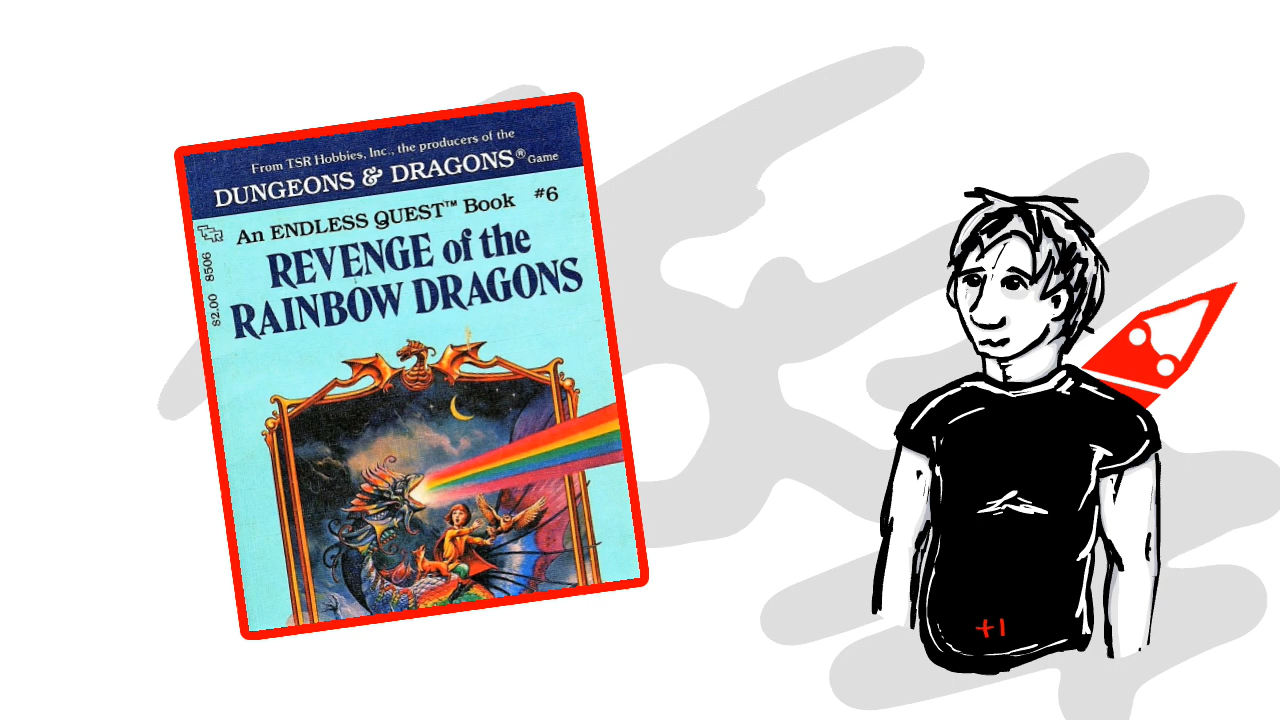 From TSR Hobbies, Inc., the producers of the
DUNGEONS & DRAGONS® Game
An ENDLESS QUEST™ Book #6
REVENGE of the
RAINBOW DRAGONS
TSR
8506
$2.00
+1